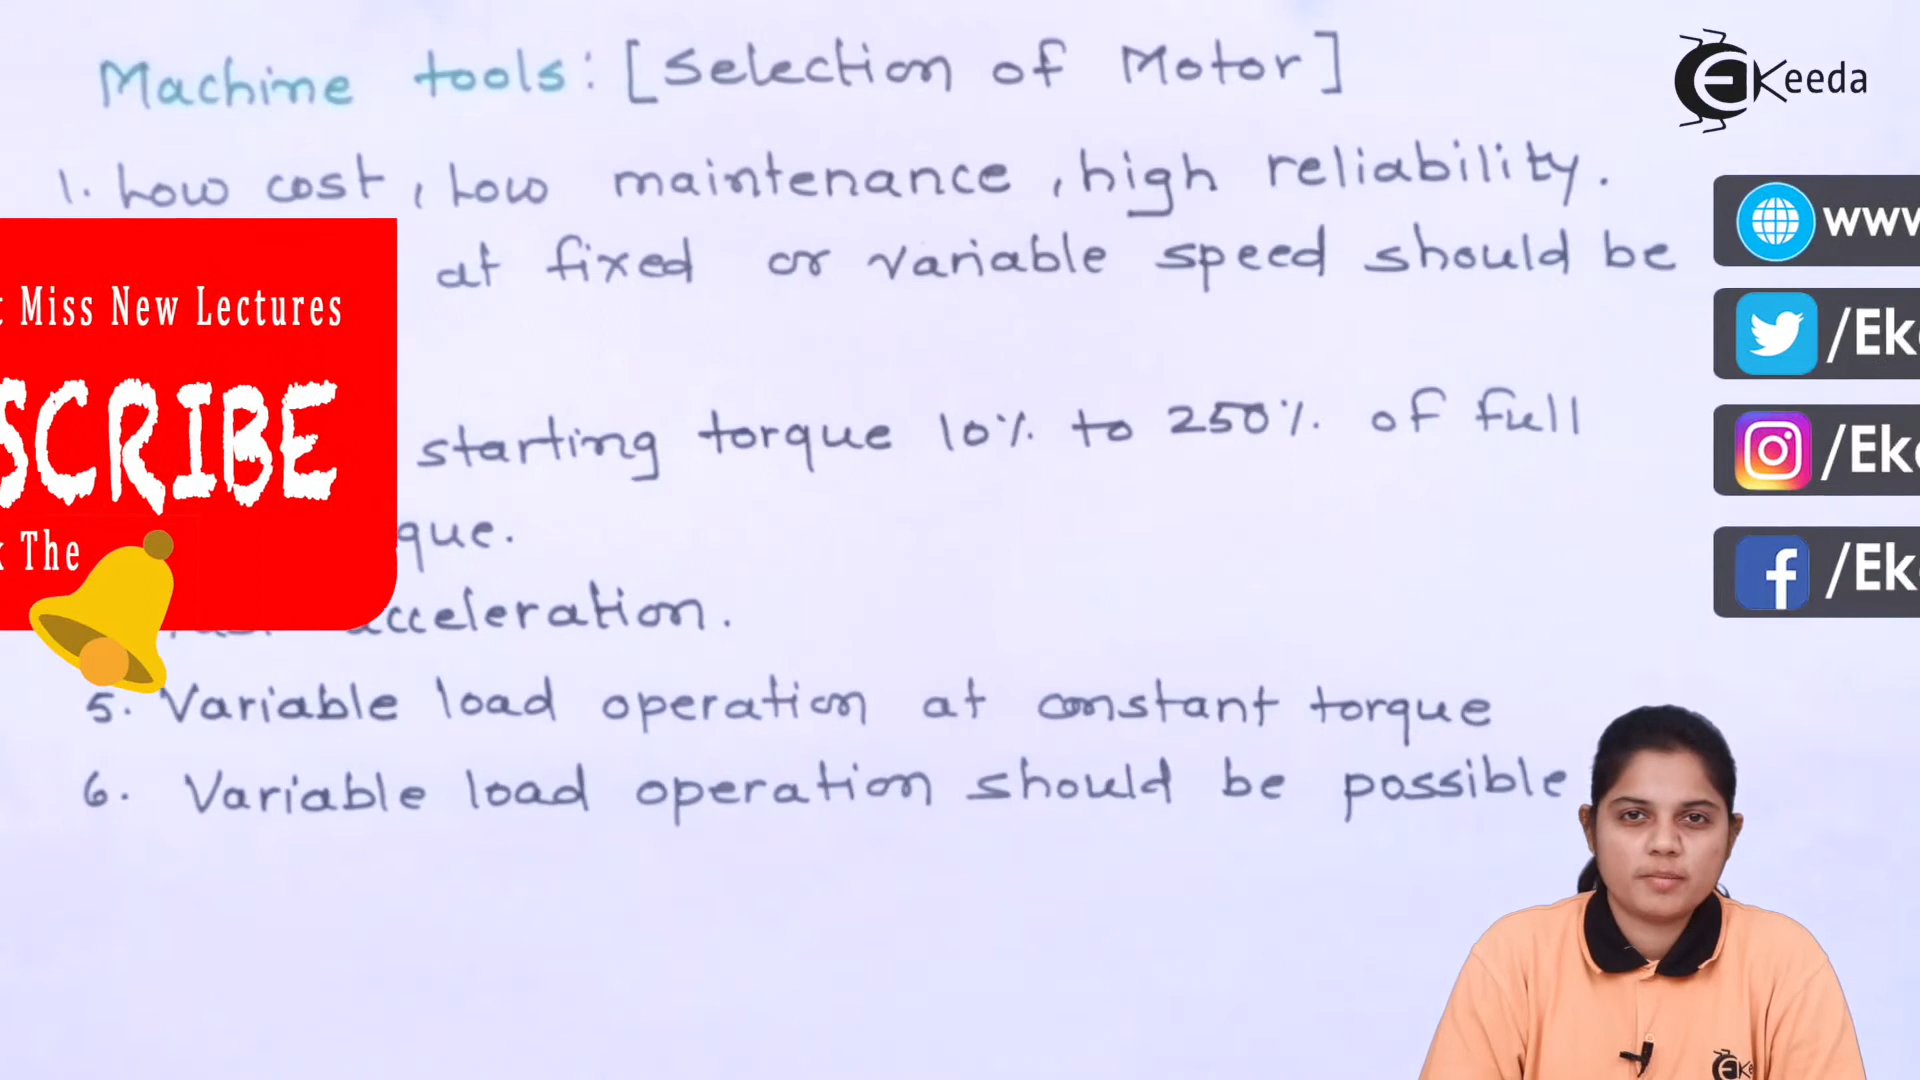 Machine tools: [Selection of Motor]
EKeeda
1. Low cost, Low maintenance, high reliability.
www
at fixed or variable speed should be
Miss New Lectures
/Ek
SCRIBE
starting torque 10% to 250% of full
/Ek
que.
The
/Ek
cceleration.
5. Variable load operation at constant torque
6. Variable load operation should be possible